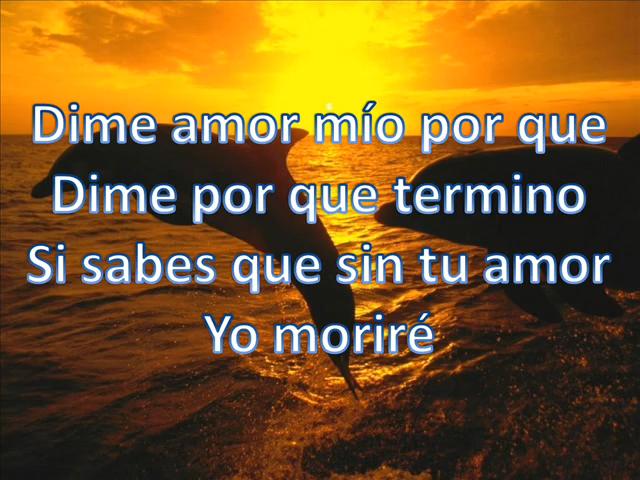 Dime amor mío por que
Dime por que termino
Si sabes que sin tu amor
Yo moriré